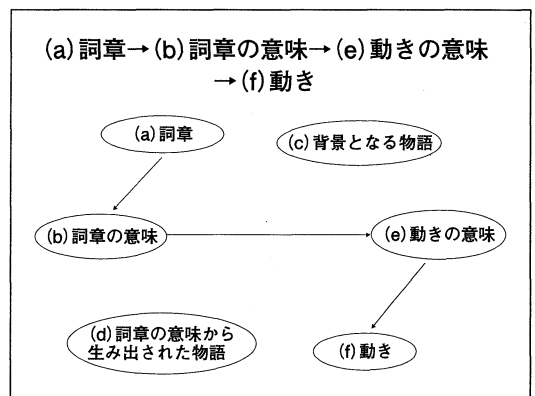 (a)詞章→(b)詞章の意味→(e)動きの意味
→(f)動き
(a)詞章
(c)背景となる物語
(b)詞章の意味
(e)動きの意味
(d)詞章の意味から
生み出された物語
(f)動き